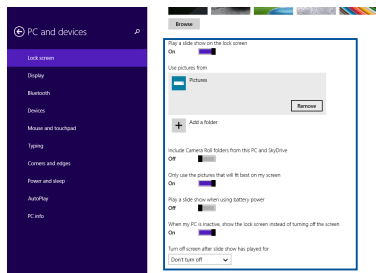 PC and devices
Lock screen
Display
Bluetooth
Devices
Mouse and touchpad
Typing
Corners and edges
Power and sleep
AutoPlay
PC info
Browse
Play a slide show on the lock screen
On
Use pictures from
Pictures
Remove
Add a folder
Include Camera Roll folders from this PC and SkyDrive
Off
Only use the pictures that will fit best on my screen
On
Play a slide show when using battery power
Off
When my PC is inactive, show the lock screen instead of turning off the screen
On
Turn off screen after slide show has played for
Don't turn off